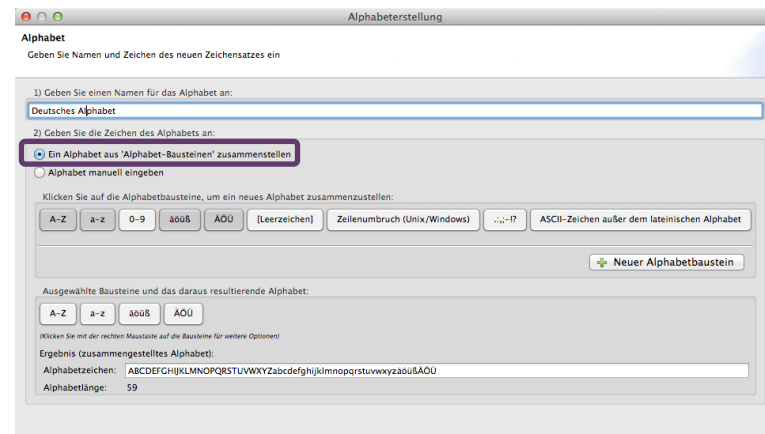 Alphabeterstellung
Alphabet
Geben Sie Namen und Zeichen des neuen Zeichensatzes ein
1) Geben Sie einen Namen für das Alphabet an:
Deutsches Alphabet
2) Geben Sie die Zeichen des Alphabets an:
Ein Alphabet aus 'Alphabet-Bausteinen' zusammenstellen
Alphabet manuell eingeben
Klicken Sie auf die Alphabetbausteine, um ein neues Alphabet zusammenzustellen:
A-Z a-z 0-9 äöüß ÄÖÜ [Leerzeichen] Zeilenumbruch (Unix/Windows) .:,;-!? ASCII-Zeichen außer dem lateinischen Alphabet
Neuer Alphabetbaustein
Ausgewählte Bausteine und das daraus resultierende Alphabet:
A-Z a-z äöüß ÄÖÜ
(Klicken Sie mit der rechten Maustaste auf die Bausteine für weitere Optionen)
Ergebnis (zusammengestelltes Alphabet):
Alphabetzeichen: ABCDEFGHIJKLMNOPQRSTUVWXYZabcdefghijklmnopqrstuvwxyzäöüßÄÖÜ
Alphabetlänge: 59